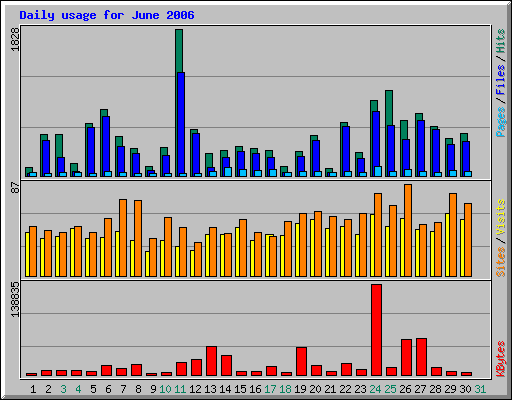 Daily usage for June 2006
1828
Pages / Files / Hits
87
Sites / Visits
138835
KBytes
1 2 3 4 5 6 7 8 9 10 11 12 13 14 15 16 17 18 19 20 21 22 23 24 25 26 27 28 29 30 31